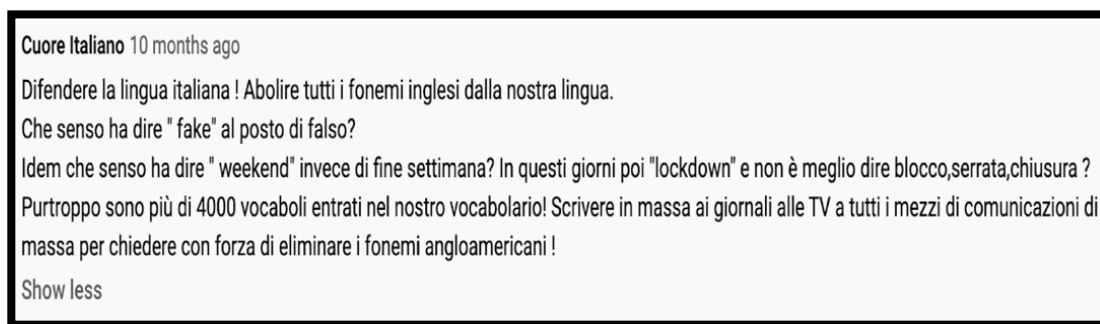 Cuore Italiano 10 months ago
Difendere la lingua italiana ! Abolire tutti i fonemi inglesi dalla nostra lingua.
Che senso ha dire " fake" al posto di falso?
Idem che senso ha dire " weekend" invece di fine settimana? In questi giorni poi "lockdown" e non è meglio dire blocco,serrata,chiusura ?
Purtroppo sono più di 4000 vocaboli entrati nel nostro vocabolario! Scrivere in massa ai giornali alle TV a tutti i mezzi di comunicazioni di
massa per chiedere con forza di eliminare i fonemi angloamericani !
Show less